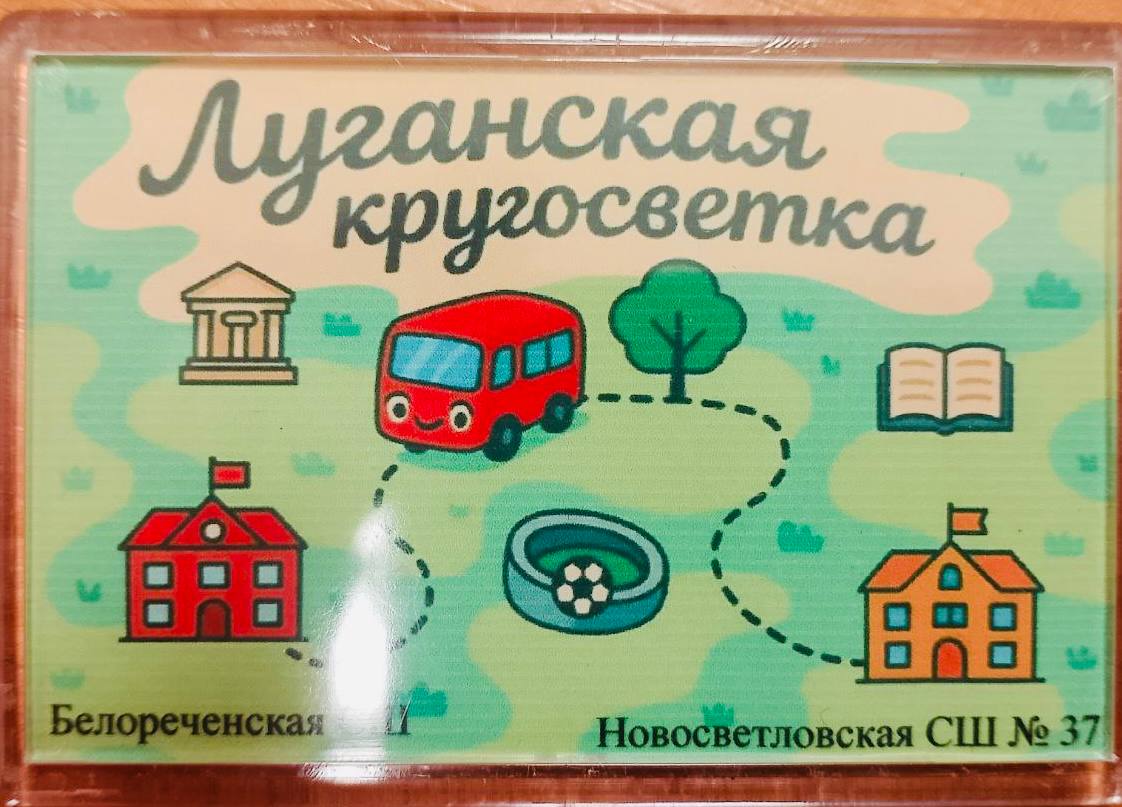 Луганская
кругосветка
Белореченская
Новосветловская СШ № 37